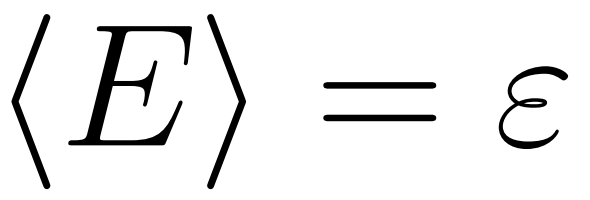 ⟨E⟩ = ε